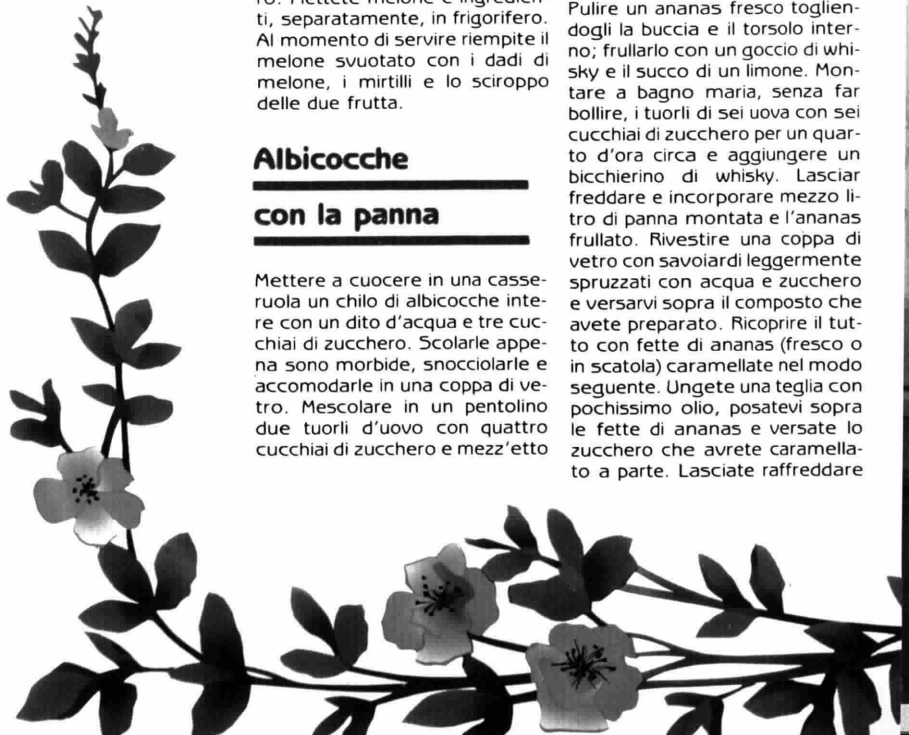 ti, separatamente, in frigorifero.
Al momento di servire riempite il
melone svuotato con i dadi di
melone, i mirtilli e lo sciroppo
delle due frutta.
Albicocche
con la panna
Mettere a cuocere in una casse-
ruola un chilo di albicocche inte-
re con un dito d'acqua e tre cuc-
chiai di zucchero. Scolarle appe-
na sono morbide, snocciolarle e
accomodarle in una coppa di ve-
tro. Mescolare in un pentolino
due tuorli d'uovo con quattro
cucchiai di zucchero e mezz'etto
Pulire un ananas fresco toglien-
dogli la buccia e il torsolo inter-
no; frullarlo con un goccio di whi-
sky e il succo di un limone. Mon-
tare a bagno maria, senza far
bollire, i tuorli di sei uova con sei
cucchiai di zucchero per un quar-
to d'ora circa e aggiungere un
bicchierino di whisky. Lasciar
freddare e incorporare mezzo li-
tro di panna montata e l'ananas
frullato. Rivestire una coppa di
vetro con savoiardi leggermente
spruzzati con acqua e zucchero
e versarvi sopra il composto che
avete preparato. Ricoprire il tut-
to con fette di ananas (fresco o
in scatola) caramellate nel modo
seguente. Ungete una teglia con
pochissimo olio, posatevi sopra
le fette di ananas e versate lo
zucchero che avrete caramella-
to a parte. Lasciate raffreddare